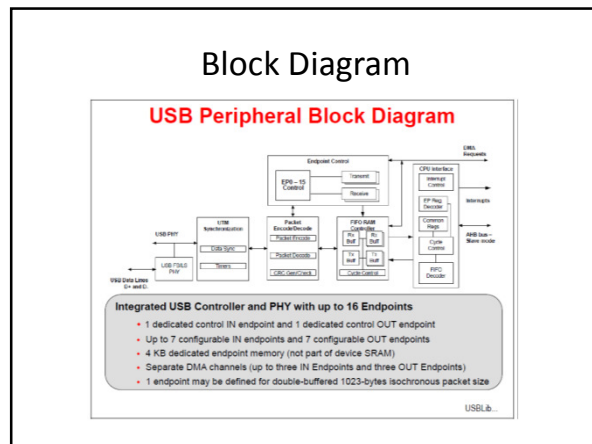 Block Diagram
USB Peripheral Block Diagram
DMA
Requests
Endpoint Control
CPU Interface
Transmit
EP0 – 15
Control
Receive
Interrupt
Control
Interrupts
EP Reg.
Decoder
UTM
Synchronization
Packet
Encode/Decode
FIFO RAM
Controller
Common
Regs
USB PHY
Packet Encode
Rx
Buff
Rx
Buff
AHB bus –
Slave mode
Data Sync
Cycle
Control
USB FS/LS
PHY
Packet Decode
Tx
Buff
Tx
Buff
Timers
FIFO
Decoder
USB Data Lines
D+ and D-
CRC Gen/Check
Cycle Control
Integrated USB Controller and PHY with up to 16 Endpoints
• 1 dedicated control IN endpoint and 1 dedicated control OUT endpoint
• Up to 7 configurable IN endpoints and 7 configurable OUT endpoints
• 4 KB dedicated endpoint memory (not part of device SRAM)
• Separate DMA channels (up to three IN Endpoints and three OUT Endpoints)
• 1 endpoint may be defined for double-buffered 1023-bytes isochronous packet size
USBLib...